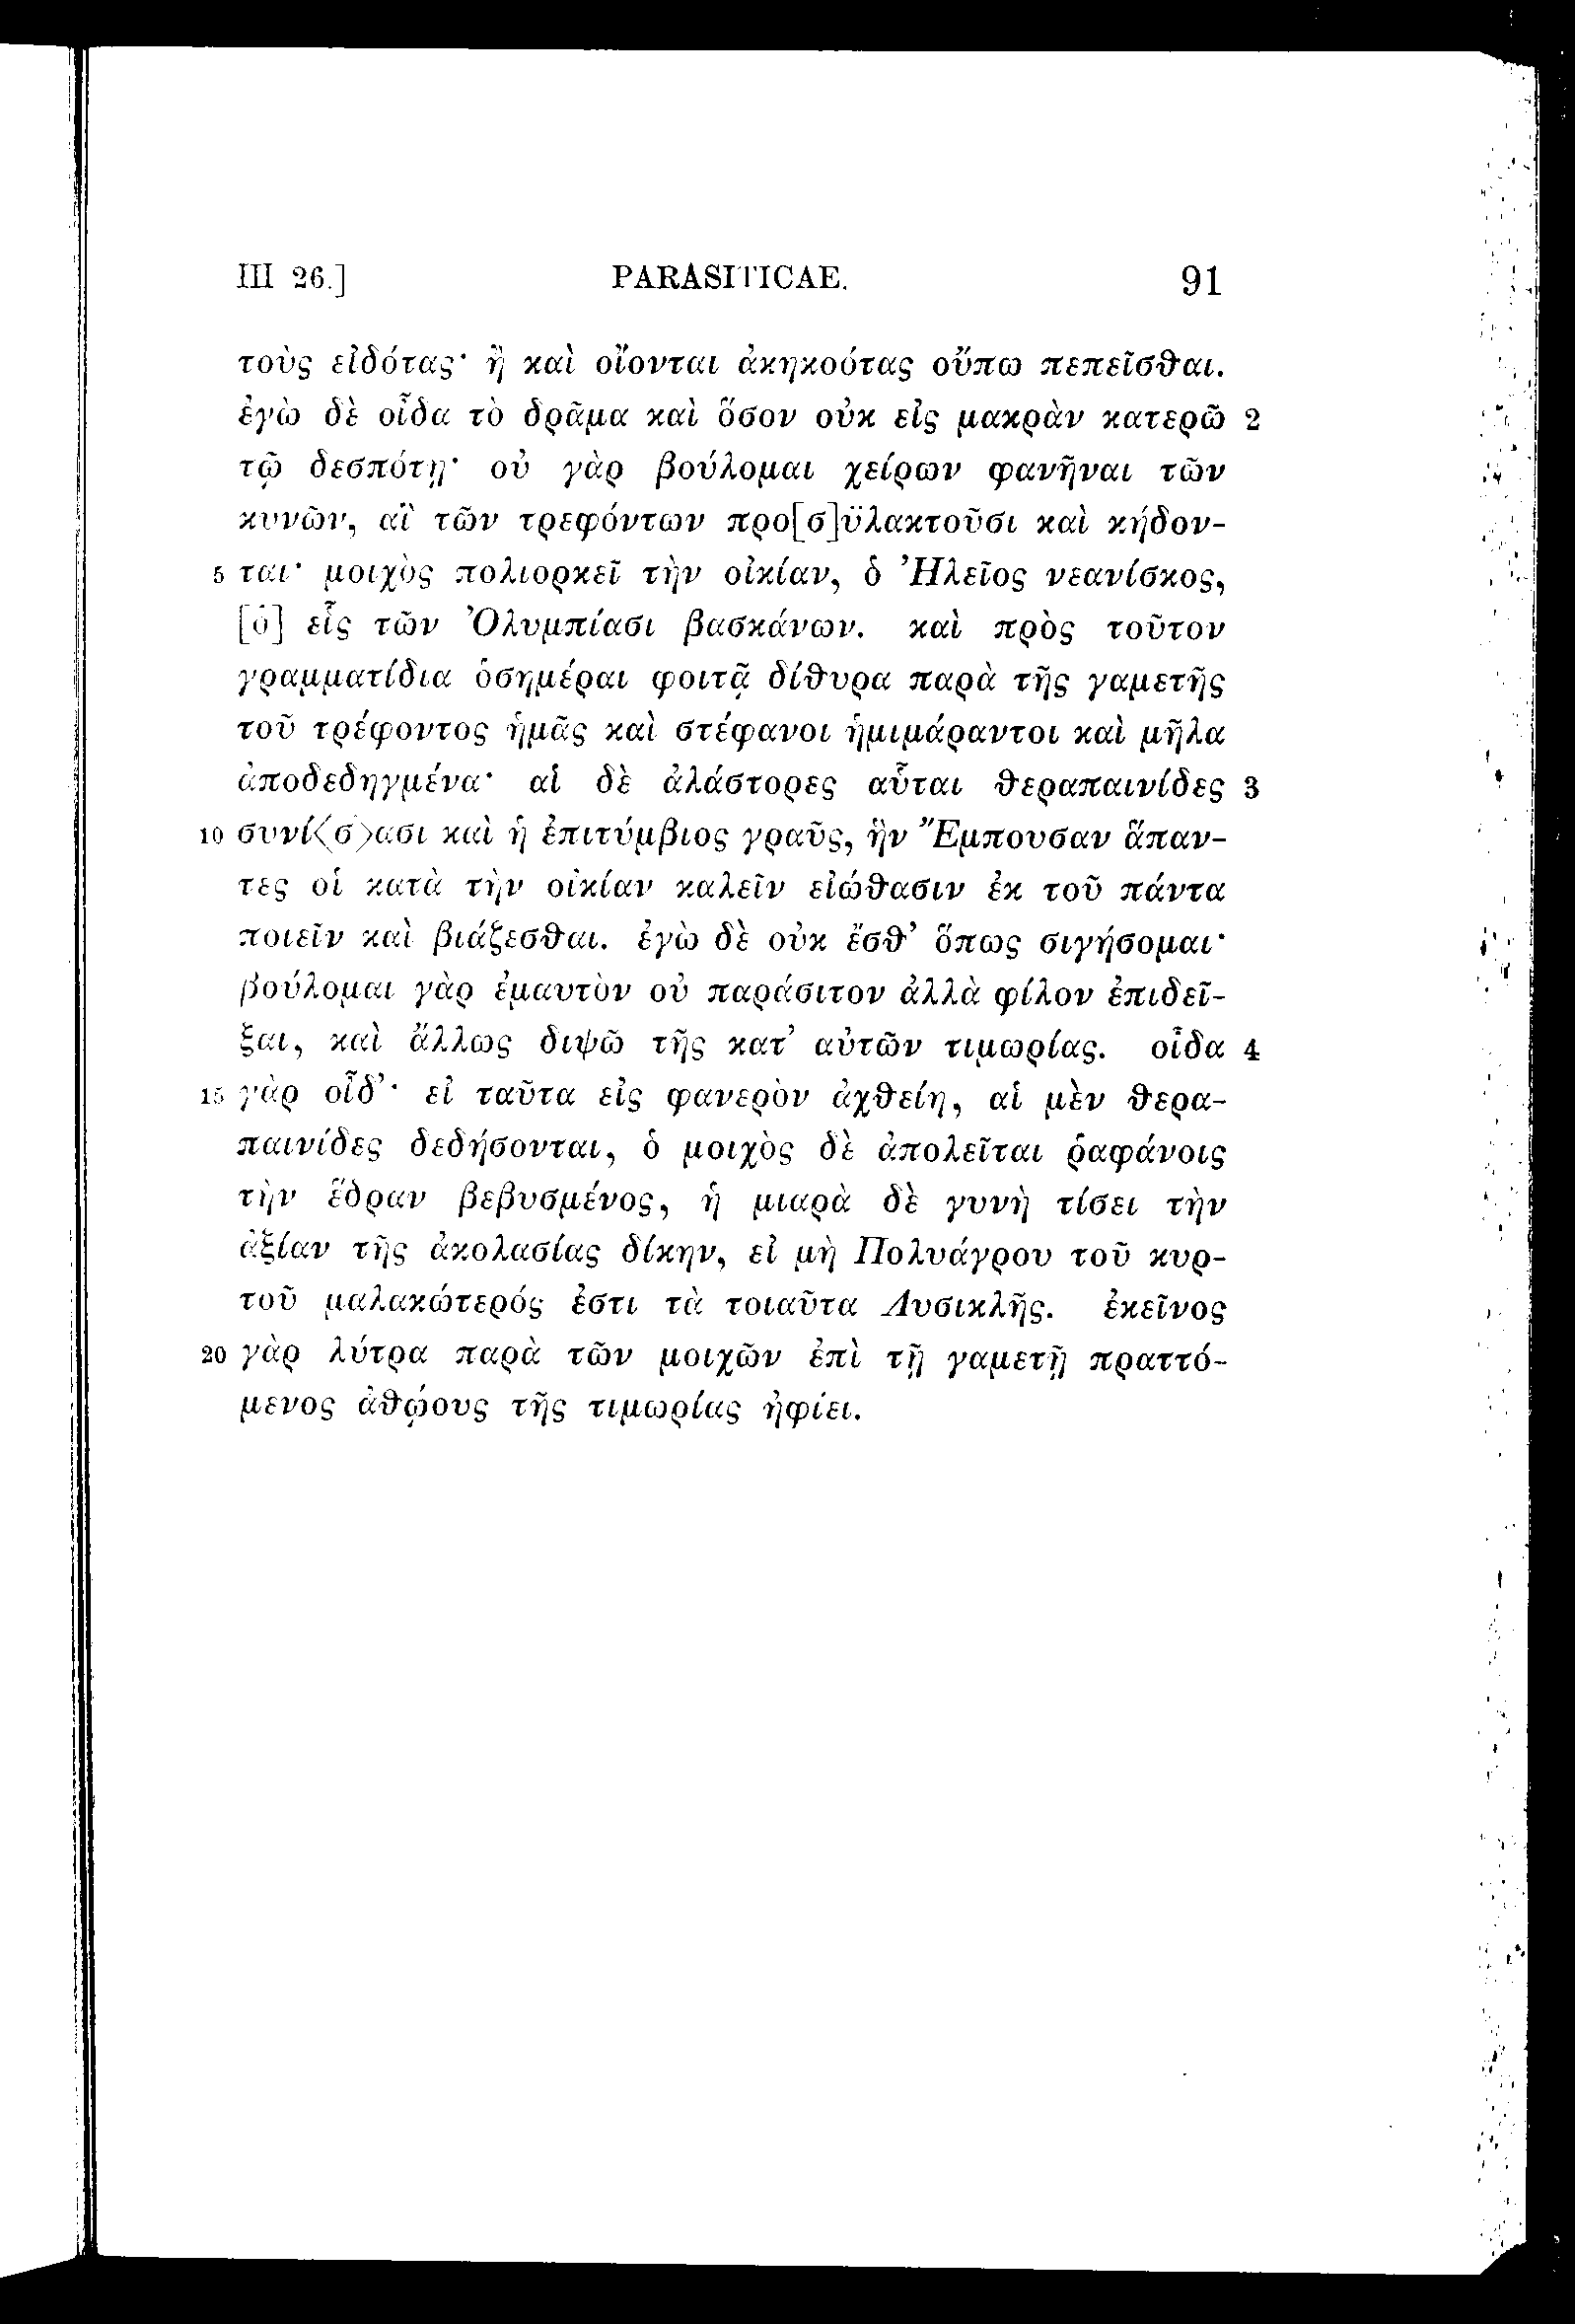 III 26.] PARASITICAE. 91
τοὺς εἰδότας· ἢ καὶ οἴονται ἀκηκοότας οὔπω πεπεῖσθαι.
ἐγὼ δὲ οἶδα τὸ δρᾶμα καὶ ὅσον οὐκ εἰς μακρὰν κατερῶ 2
τῷ δεσπότῃ· οὐ γὰρ βούλομαι χείρων φανῆναι τῶν
κυνῶν, αἳ τῶν τρεφόντων προ[σ]ϋλακτοῦσι καὶ κήδον-
5 ται· μοιχὸς πολιορκεῖ τὴν οἰκίαν, ὁ Ἠλεῖος νεανίσκος,
[ὁ] εἷς τῶν Ὀλυμπίασι βασκάνων. καὶ πρὸς τοῦτον
γραμματίδια ὁσημέραι φοιτᾷ δίθυρα παρὰ τῆς γαμετῆς
τοῦ τρέφοντος ἡμᾶς καὶ στέφανοι ἡμιμάραντοι καὶ μῆλα
ἀποδεδηγμένα· αἱ δὲ ἀλάστορες αὗται θεραπαινίδες 3
10 συνί⟨σ⟩ασι καὶ ἡ ἐπιτύμβιος γραῦς, ἣν Ἔμπουσαν ἅπαν-
τες οἱ κατὰ τὴν οἰκίαν καλεῖν εἰώθασιν ἐκ τοῦ πάντα
ποιεῖν καὶ βιάζεσθαι. ἐγὼ δὲ οὐκ ἔσθ᾽ ὅπως σιγήσομαι·
βούλομαι γὰρ ἐμαυτὸν οὐ παράσιτον ἀλλὰ φίλον ἐπιδεῖ-
ξαι, καὶ ἄλλως διψῶ τῆς κατ᾽ αὐτῶν τιμωρίας. οἶδα 4
15 γὰρ οἶδ᾽· εἰ ταῦτα εἰς φανερὸν ἀχθείη, αἱ μὲν θερα-
παινίδες δεδήσονται, ὁ μοιχὸς δὲ ἀπολεῖται ῥαφάνοις
τὴν ἕδραν βεβυσμένος, ἡ μιαρὰ δὲ γυνὴ τίσει τὴν
ἀξίαν τῆς ἀκολασίας δίκην, εἰ μὴ Πολυάγρου τοῦ κυρ-
τοῦ μαλακώτερός ἐστι τὰ τοιαῦτα Λυσικλῆς. ἐκεῖνος
20 γὰρ λύτρα παρὰ τῶν μοιχῶν ἐπὶ τῇ γαμετῇ πραττό-
μενος ἀθῴους τῆς τιμωρίας ἠφίει.